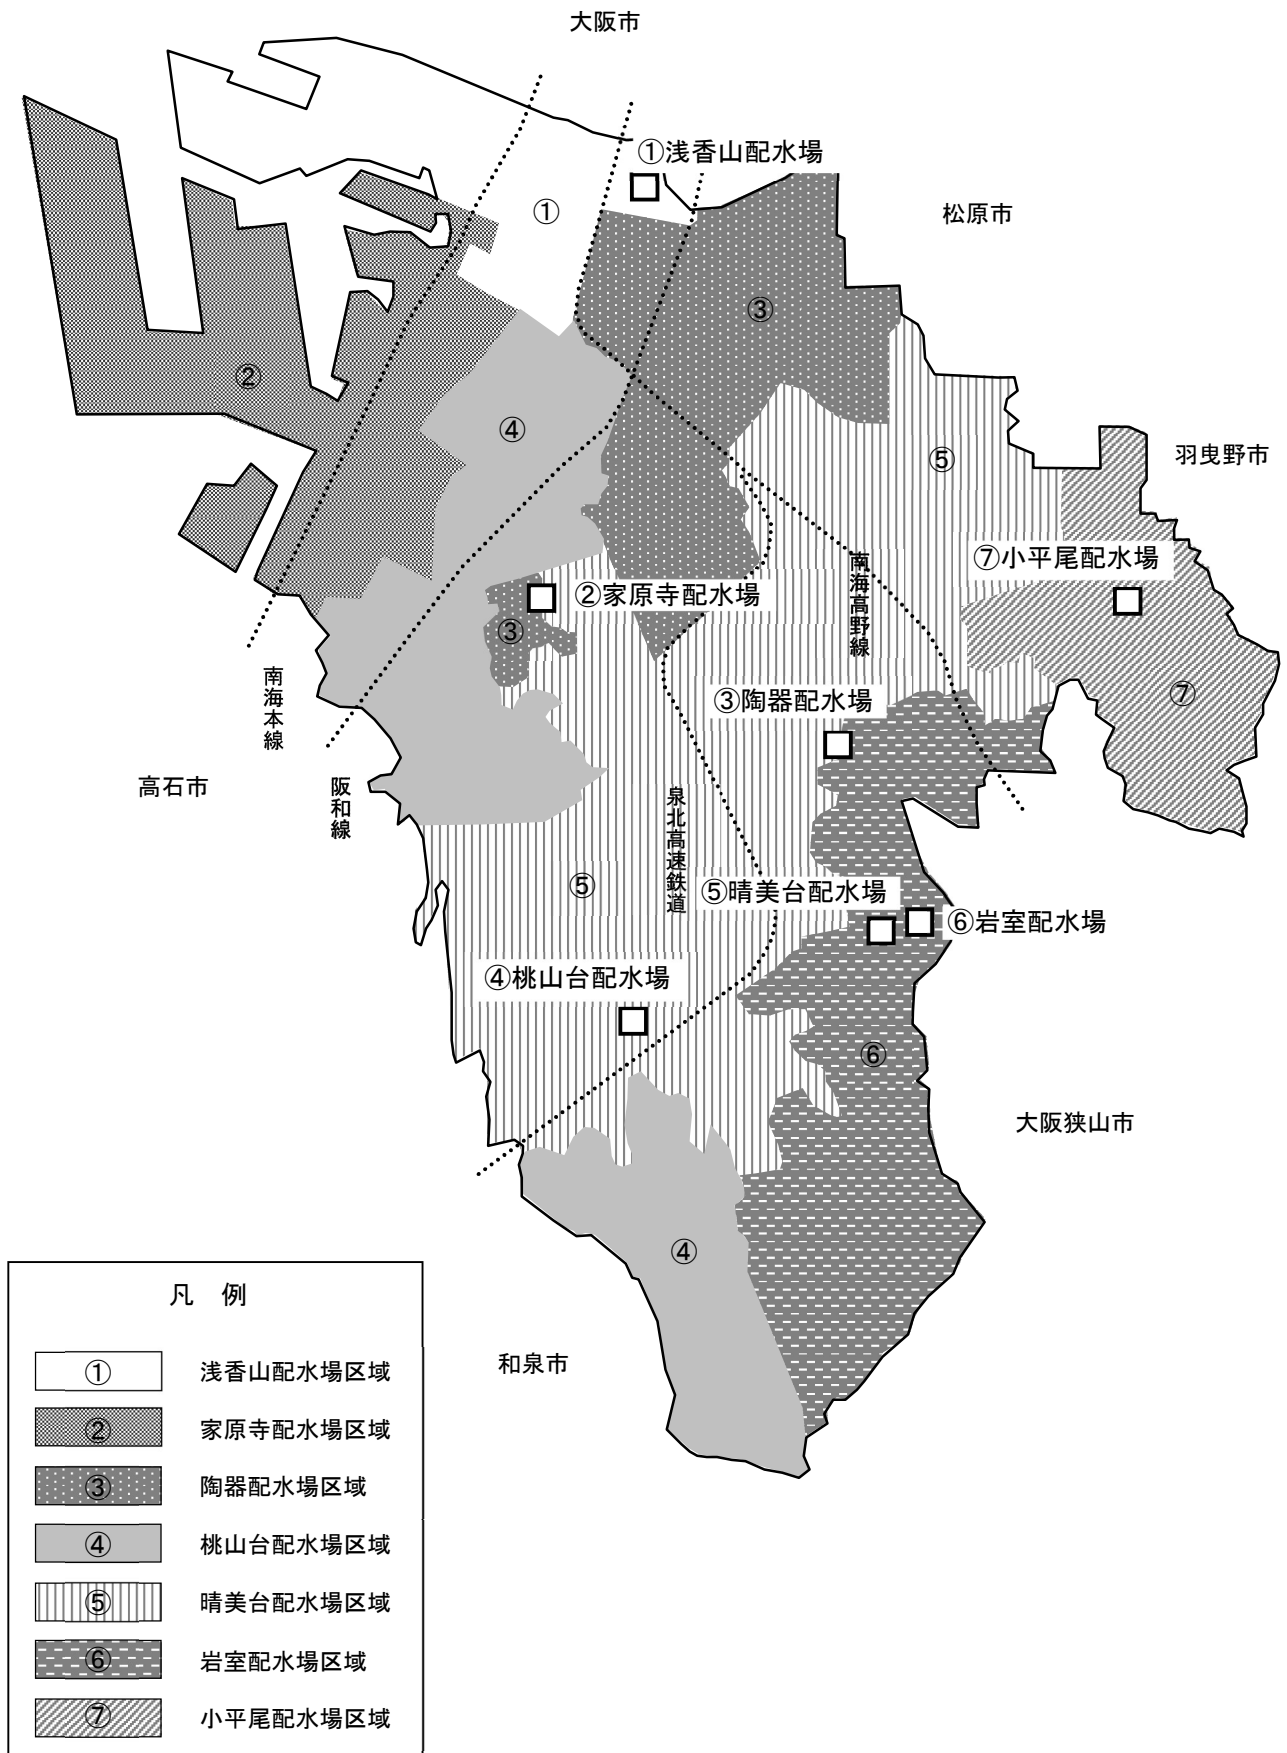 大阪市
①浅香山配水場
①
松原市
③
②
④
⑤
羽曳野市
⑦小平尾配水場
南海高野線
②家原寺配水場
③
南海本線
③陶器配水場
⑦
高石市
阪和線
泉北高速鉄道
⑤
⑤晴美台配水場
⑥岩室配水場
④桃山台配水場
⑥
大阪狭山市
④
和泉市
凡 例
① 浅香山配水場区域
② 家原寺配水場区域
③ 陶器配水場区域
④ 桃山台配水場区域
⑤ 晴美台配水場区域
⑥ 岩室配水場区域
⑦ 小平尾配水場区域